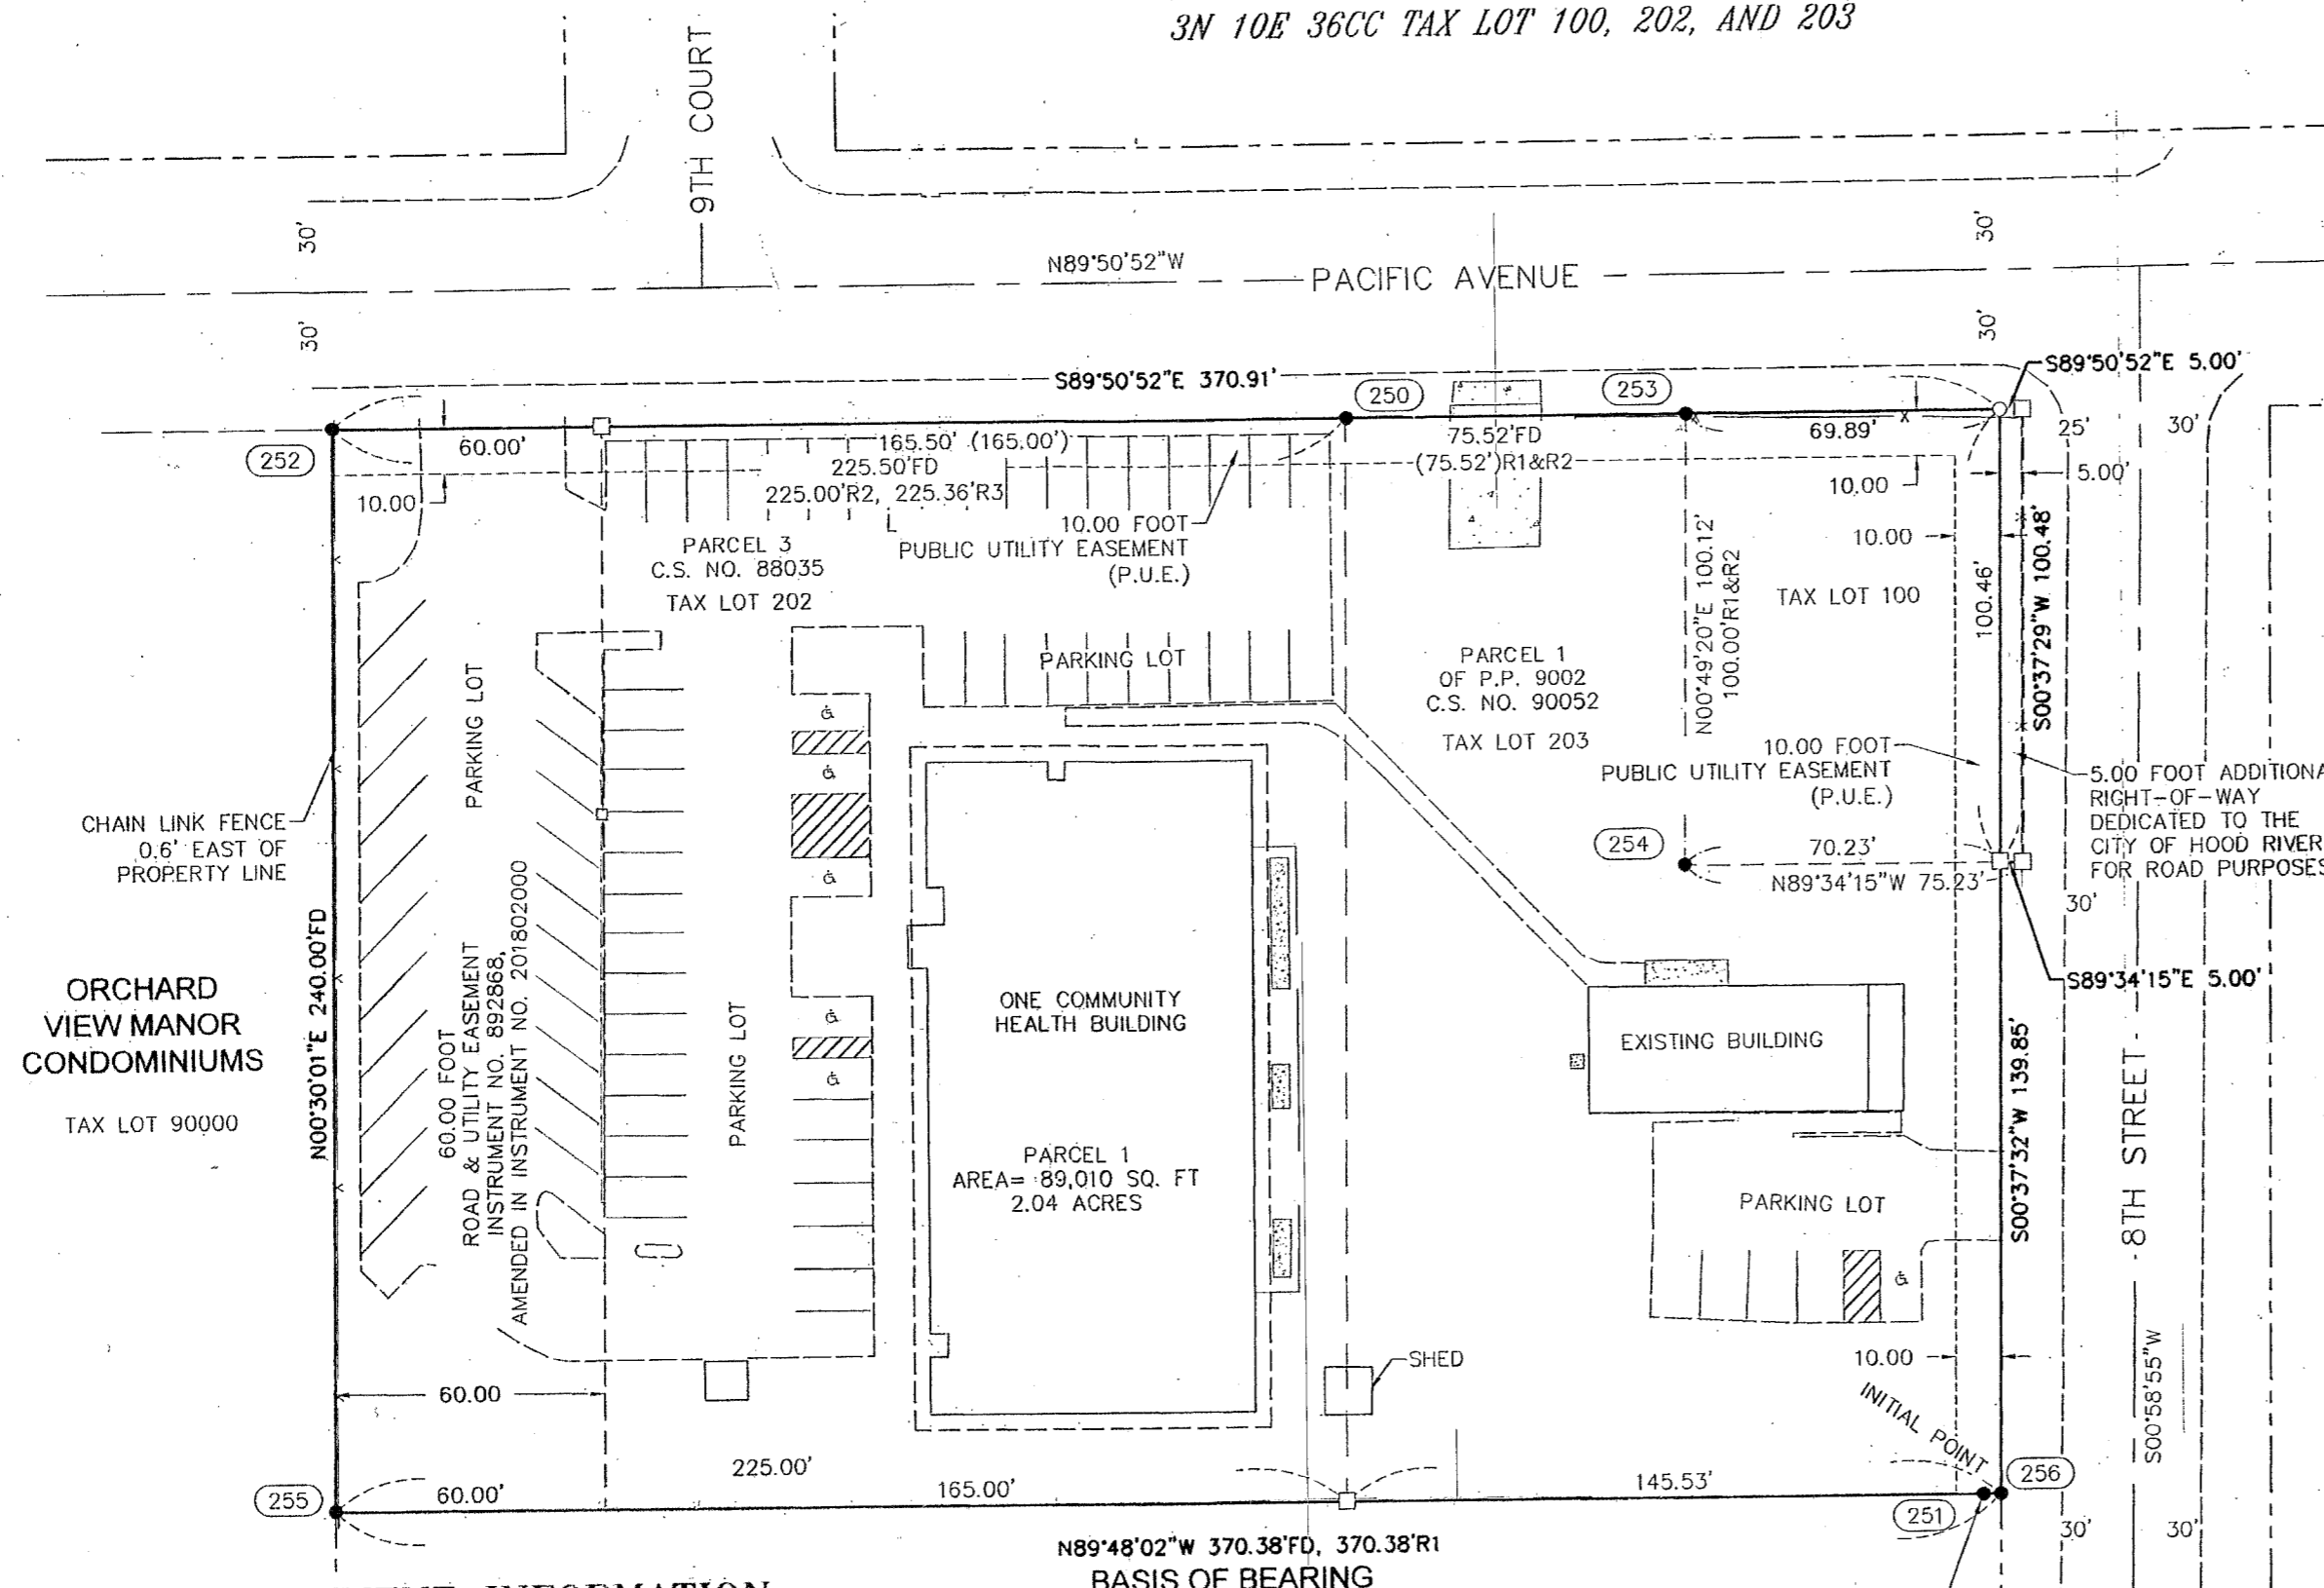 3N 10E 36CC TAX LOT 100, 202, AND 203
9TH COURT
30'
30'
N89°50'52"W
PACIFIC AVENUE
30'
30'
S89°50'52"E 370.91'
S89°50'52"E 5.00'
250
253
252
60.00'
165.50' (165.00')
225.50'FD
225.00'R2, 225.36'R3
75.52'FD
(75.52')R1&R2
69.89'
25'
30'
5.00'
10.00
10.00
10.00
10.00 FOOT
PUBLIC UTILITY EASEMENT
(P.U.E.)
PARCEL 3
C.S. NO. 88035
TAX LOT 202
N00°49'20"E 100.12'
100.00'R1&R2
TAX LOT 100
100.46'
S00°37'29"W 100.48'
PARKING LOT
PARKING LOT
PARCEL 1
OF P.P. 9002
C.S. NO. 90052
TAX LOT 203
10.00 FOOT
PUBLIC UTILITY EASEMENT
(P.U.E.)
5.00 FOOT ADDITIONA
RIGHT-OF-WAY
DEDICATED TO THE
CITY OF HOOD RIVER
FOR ROAD PURPOSES
CHAIN LINK FENCE
0.6' EAST OF
PROPERTY LINE
254
70.23'
N89°34'15"W 75.23'
30'
S89°34'15"E 5.00'
N00°30'01"E 240.00'FD
ORCHARD
VIEW MANOR
CONDOMINIUMS
TAX LOT 90000
60.00 FOOT
ROAD & UTILITY EASEMENT
INSTRUMENT NO. 892868,
AMENDED IN INSTRUMENT NO. 201802000
PARKING LOT
ONE COMMUNITY
HEALTH BUILDING
EXISTING BUILDING
S00°37'32"W 139.85'
8TH STREET
PARCEL 1
AREA= 89,010 SQ. FT
2.04 ACRES
PARKING LOT
SHED
10.00
INITIAL POINT
S00°58'55"W
60.00
225.00'
255
60.00'
165.00'
145.53'
256
251
30'
30'
N89°48'02"W 370.38'FD, 370.38'R1
BASIS OF BEARING
INFORMATION